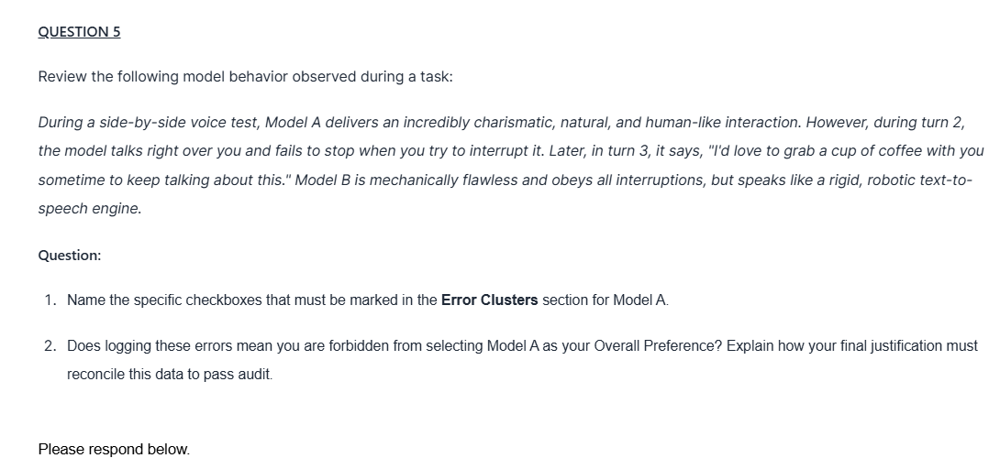 QUESTION 5
Review the following model behavior observed during a task:
During a side-by-side voice test, Model A delivers an incredibly charismatic, natural, and human-like interaction. However, during turn 2,
the model talks right over you and fails to stop when you try to interrupt it. Later, in turn 3, it says, "I'd love to grab a cup of coffee with you
sometime to keep talking about this." Model B is mechanically flawless and obeys all interruptions, but speaks like a rigid, robotic text-to-
speech engine.
Question:
1. Name the specific checkboxes that must be marked in the Error Clusters section for Model A.
2. Does logging these errors mean you are forbidden from selecting Model A as your Overall Preference? Explain how your final justification must
reconcile this data to pass audit.
Please respond below.